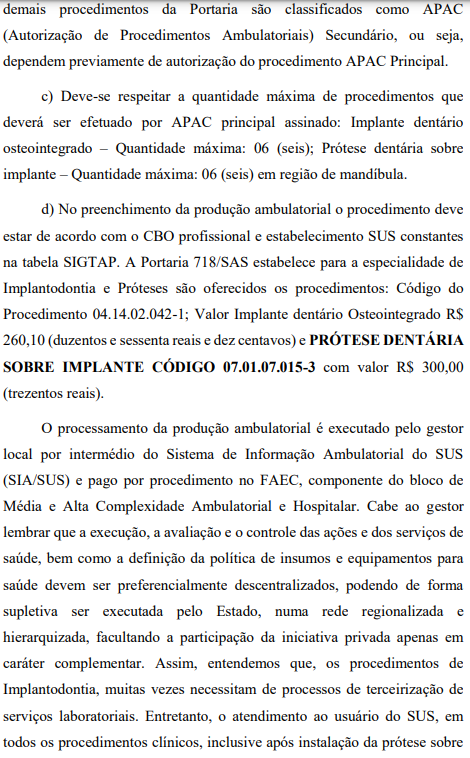 demais procedimentos da Portaria são classificados como APAC
(Autorização de Procedimentos Ambulatoriais) Secundário, ou seja,
dependem previamente de autorização do procedimento APAC Principal.
c) Deve-se respeitar a quantidade máxima de procedimentos que
deverá ser efetuado por APAC principal assinado: Implante dentário
osteointegrado – Quantidade máxima: 06 (seis); Prótese dentária sobre
implante – Quantidade máxima: 06 (seis) em região de mandíbula.
d) No preenchimento da produção ambulatorial o procedimento deve
estar de acordo com o CBO profissional e estabelecimento SUS constantes
na tabela SIGTAP. A Portaria 718/SAS estabelece para a especialidade de
Implantodontia e Próteses são oferecidos os procedimentos: Código do
Procedimento 04.14.02.042-1; Valor Implante dentário Osteointegrado R$
260,10 (duzentos e sessenta reais e dez centavos) e PRÓTESE DENTÁRIA
SOBRE IMPLANTE CÓDIGO 07.01.07.015-3 com valor R$ 300,00
(trezentos reais).
O processamento da produção ambulatorial é executado pelo gestor
local por intermédio do Sistema de Informação Ambulatorial do SUS
(SIA/SUS) e pago por procedimento no FAEC, componente do bloco de
Média e Alta Complexidade Ambulatorial e Hospitalar. Cabe ao gestor
lembrar que a execução, a avaliação e o controle das ações e dos serviços de
saúde, bem como a definição da política de insumos e equipamentos para
saúde devem ser preferencialmente descentralizados, podendo de forma
supletiva ser executada pelo Estado, numa rede regionalizada e
hierarquizada, facultando a participação da iniciativa privada apenas em
caráter complementar. Assim, entendemos que, os procedimentos de
Implantodontia, muitas vezes necessitam de processos de terceirização de
serviços laboratoriais. Entretanto, o atendimento ao usuário do SUS, em
todos os procedimentos clínicos, inclusive após instalação da prótese sobre